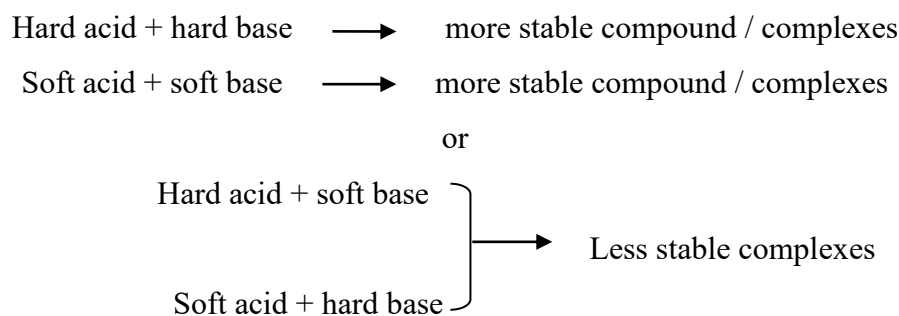 Hard acid + hard base more stable compound / complexes
Soft acid + soft base more stable compound / complexes
or
Hard acid + soft base
Less stable complexes
Soft acid + hard base